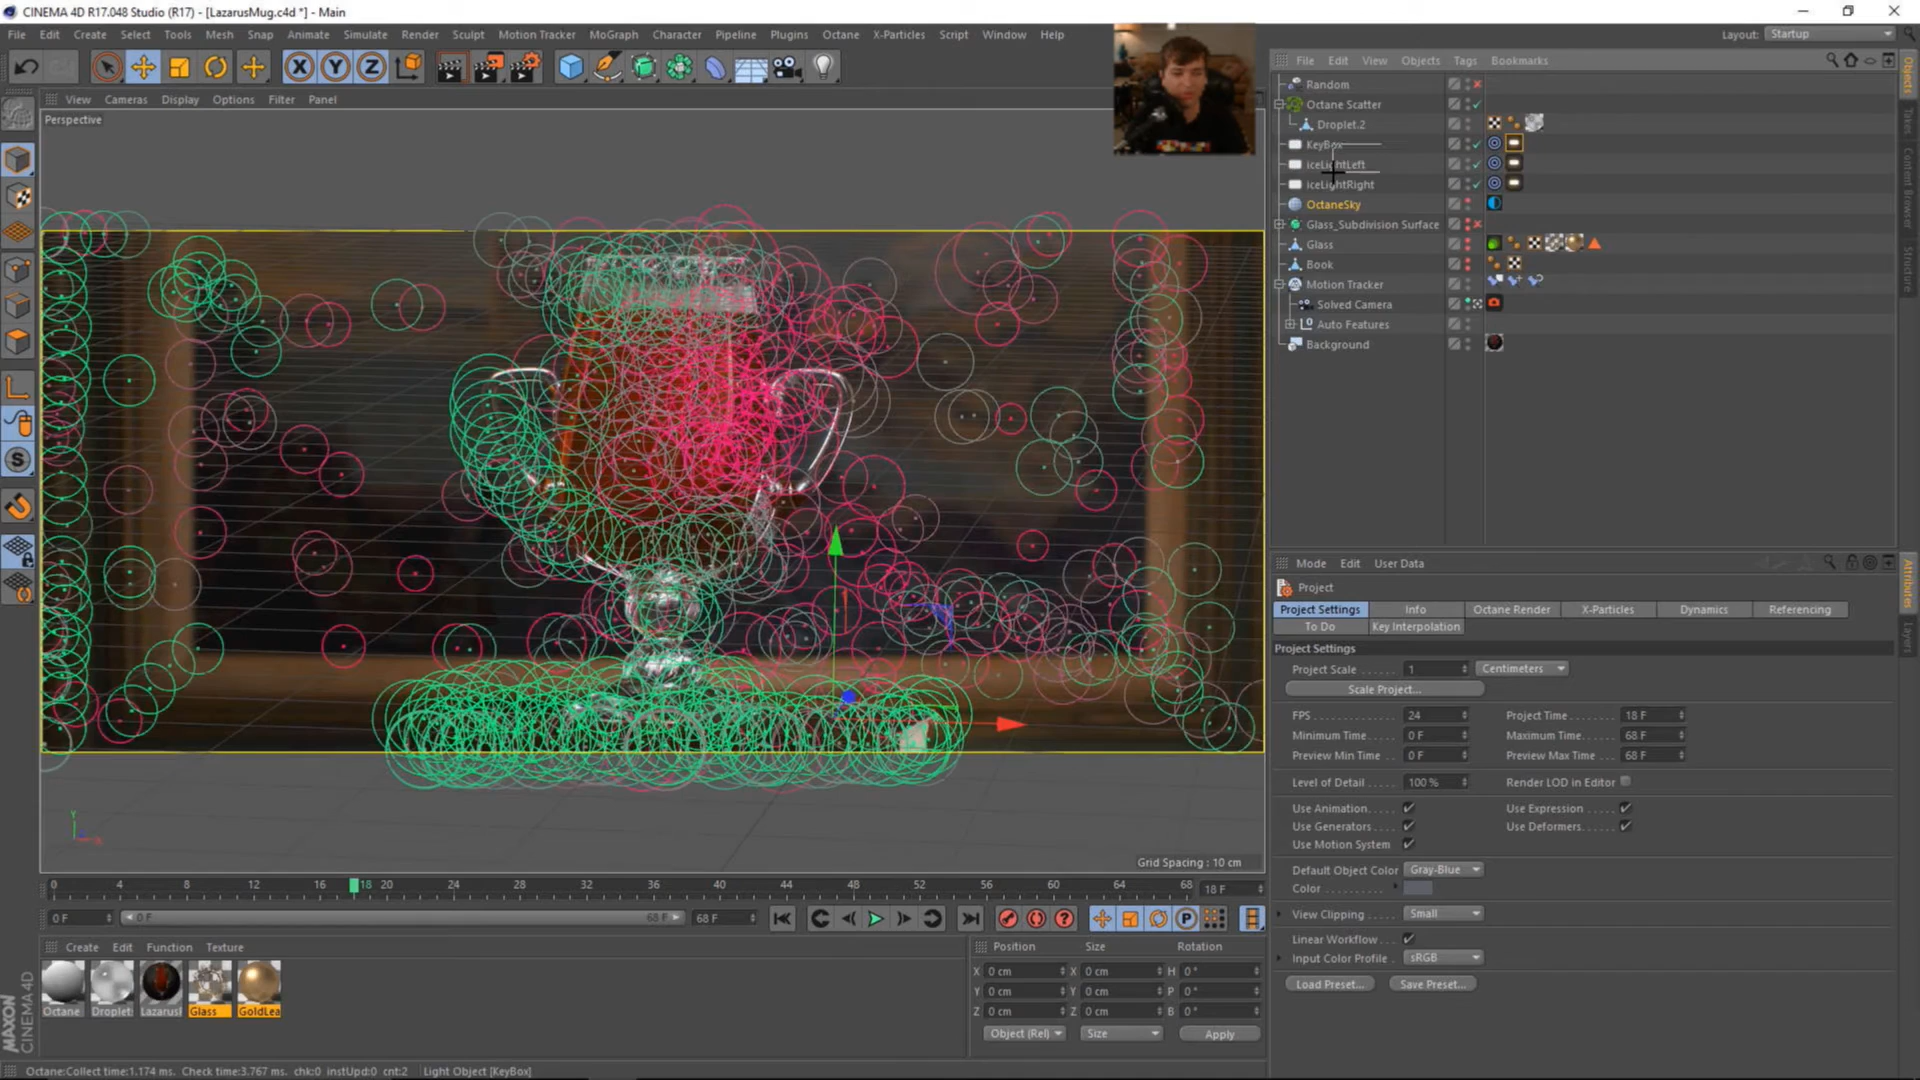 CINEMA 4D R17.048 Studio (R17) - [LazarusMug.c4d *] - Main
File Edit Create Select Tools Mesh Snap Animate Simulate Render Sculpt Motion Tracker MoGraph Character Pipeline Plugins Octane X-Particles Script Window Help
Layout: Startup
X Y Z
File Edit View Objects Tags Bookmarks
View Cameras Display Options Filter Panel
Perspective
Random
Octane Scatter
Droplet.2
KeyBox
iceLightLeft
iceLightRight
OctaneSky
Glass_Subdivision Surface
Glass
Book
Motion Tracker
Solved Camera
Auto Features
Background
Objects
Takes
Content Browser
Structure
Mode Edit User Data
Project
Project Settings Info Octane Render X-Particles Dynamics Referencing
To Do Key Interpolation
Project Settings
Project Scale 1 Centimeters
Scale Project...
FPS 24 Project Time 18 F
Minimum Time 0 F Maximum Time 68 F
Preview Min Time 0 F Preview Max Time 68 F
Level of Detail 100 % Render LOD in Editor
Use Animation Use Expression
Use Generators Use Deformers
Use Motion System
Default Object Color Gray-Blue
Color
View Clipping Small
Linear Workflow
Input Color Profile sRGB
Load Preset... Save Preset...
Attributes
Layers
Y
Grid Spacing : 10 cm
0 4 8 12 16 18 20 24 28 32 36 40 44 48 52 56 60 64 68 18 F
0 F 0 F 68 F 68 F
P
Create Edit Function Texture
Octane Droplet Lazarusl Glass GoldLea
Position Size Rotation
X 0 cm X 0 cm H 0 °
Y 0 cm Y 0 cm P 0 °
Z 0 cm Z 0 cm B 0 °
Object (Rel) Size Apply
MAXON
CINEMA 4D
Octane:Collect time:1.174 ms. Check time:3.767 ms. chk:0 instUpd:0 cnt:2 Light Object [KeyBox]